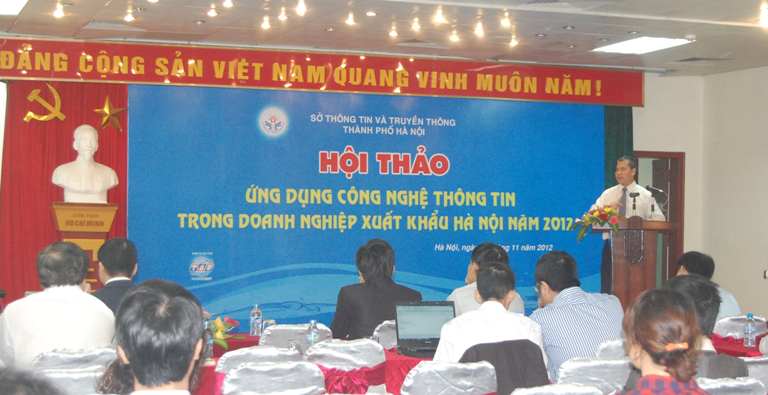 ĐẢNG CỘNG SẢN VIỆT NAM QUANG VINH MUÔN NĂM!
SỞ THÔNG TIN VÀ TRUYỀN THÔNG
THÀNH PHỐ HÀ NỘI
HỘI THẢO
ỨNG DỤNG CÔNG NGHỆ THÔNG TIN
TRONG DOANH NGHIỆP XUẤT KHẨU HÀ NỘI NĂM 2012
Hà Nội, 11 năm 2012
HỒ CHÍ MINH